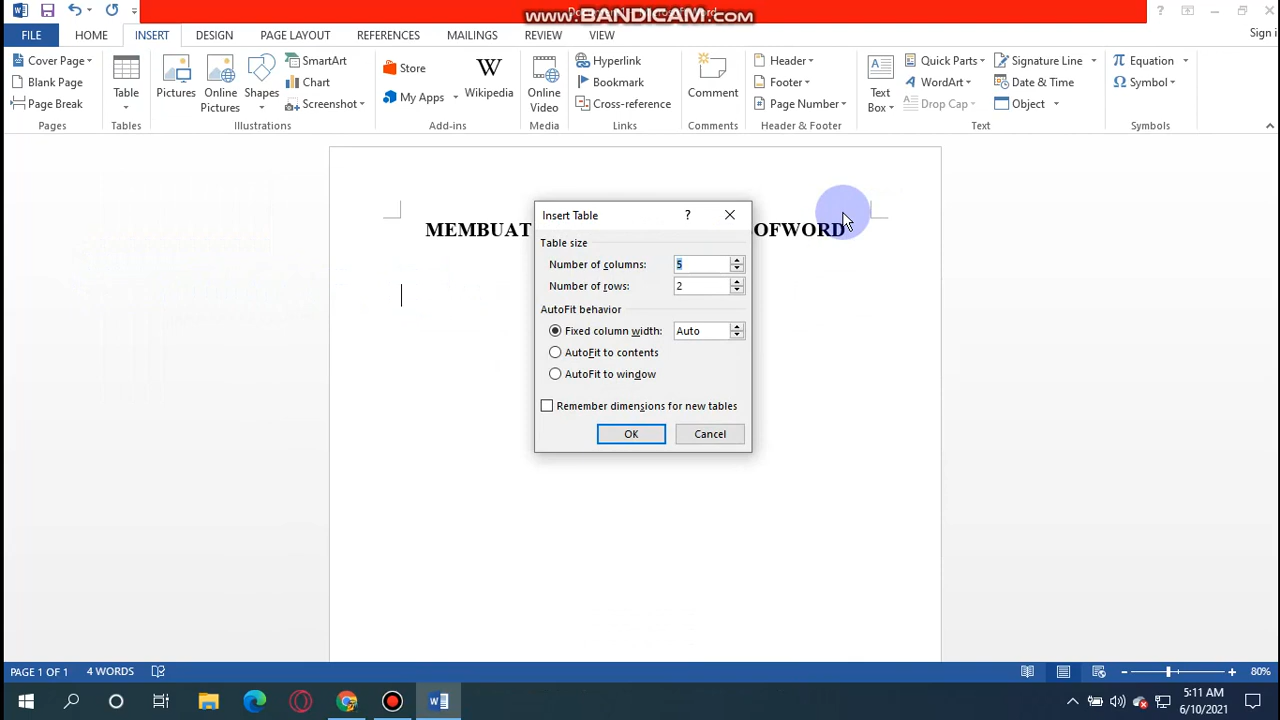 www.BANDICAM.com
FILE HOME INSERT DESIGN PAGE LAYOUT REFERENCES MAILINGS REVIEW VIEW Sign i
Cover Page
Blank Page
Page Break
Pages
Table
Tables
Pictures
Online Pictures
Shapes
SmartArt
Chart
Screenshot
Illustrations
Store
My Apps
W
Wikipedia
Add-ins
Online Video
Media
Hyperlink
Bookmark
Cross-reference
Links
Comment
Comments
Header
Footer
Page Number
Header & Footer
A
Text Box
Quick Parts
WordArt
Drop Cap
Signature Line
Date & Time
Object
Text
Equation
Symbol
Symbols
MEMBUAT OFWORD
Insert Table ?
Table size
Number of columns: 5
Number of rows: 2
AutoFit behavior
Fixed column width: Auto
AutoFit to contents
AutoFit to window
Remember dimensions for new tables
OK Cancel
PAGE 1 OF 1 4 WORDS 80%
5:11 AM
6/10/2021